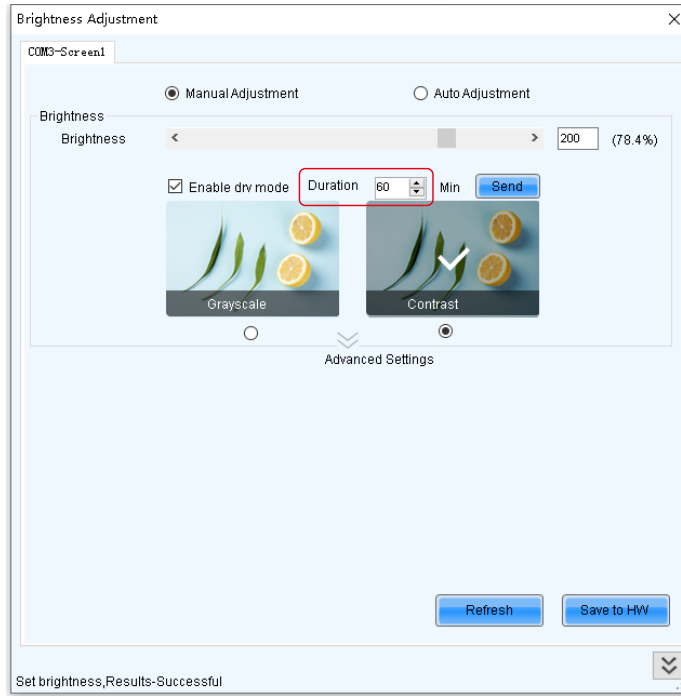 Brightness Adjustment
COM3-Screen1
Manual Adjustment Auto Adjustment
Brightness
Brightness 200 (78.4%)
Enable drv mode Duration 60 Min Send
Grayscale Contrast
Advanced Settings
Refresh Save to HW
Set brightness,Results-Successful